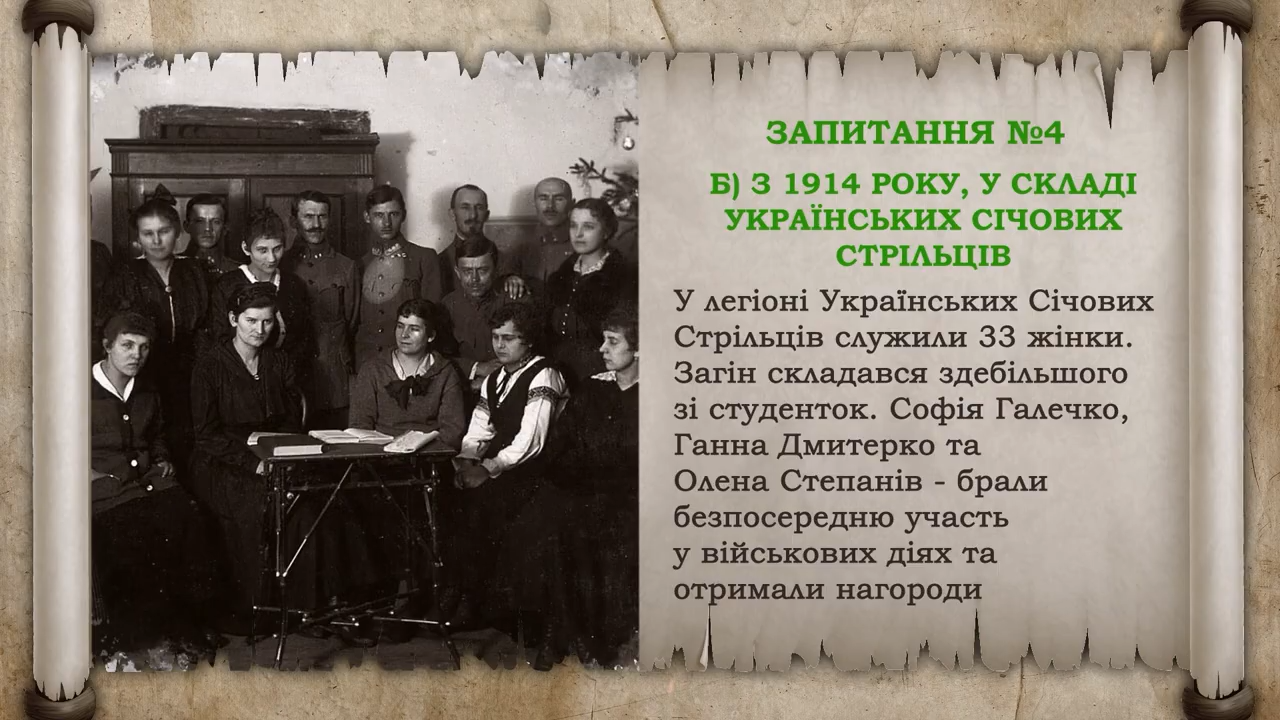 ЗАПИТАННЯ №4
Б) З 1914 РОКУ, У СКЛАДІ
УКРАЇНСЬКИХ СІЧОВИХ
СТРІЛЬЦІВ
У легіоні Українських Січових
Стрільців служили 33 жінки.
Загін складався здебільшого
зі студенток. Софія Галечко,
Ганна Дмитерко та
Олена Степанів - брали
безпосередню участь
у військових діях та
отримали нагороди